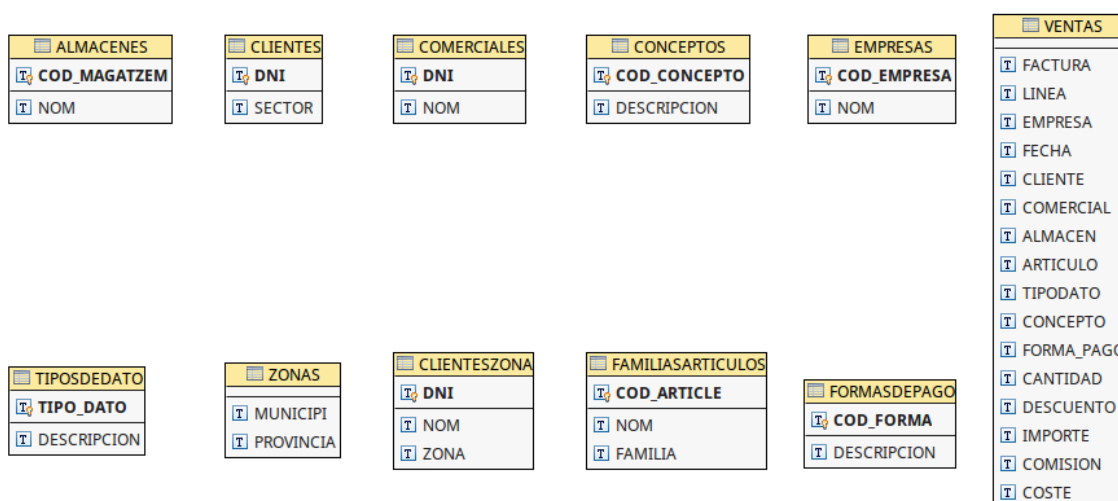 ALMACENES
COD_MAGATZEM
NOM
CLIENTES
DNI
SECTOR
COMERCIALES
DNI
NOM
CONCEPTOS
COD_CONCEPTO
DESCRIPCION
EMPRESAS
COD_EMPRESA
NOM
VENTAS
FACTURA
LINEA
EMPRESA
FECHA
CLIENTE
COMERCIAL
ALMACEN
ARTICULO
TIPODATO
CONCEPTO
FORMA_PAGO
CANTIDAD
DESCUENTO
IMPORTE
COMISION
COSTE
TIPOSDEDATO
TIPO_DATO
DESCRIPCION
ZONAS
MUNICIPI
PROVINCIA
CLIENTESZONA
DNI
NOM
ZONA
FAMILIASARTICULOS
COD_ARTICLE
NOM
FAMILIA
FORMASDEPAGO
COD_FORMA
DESCRIPCION